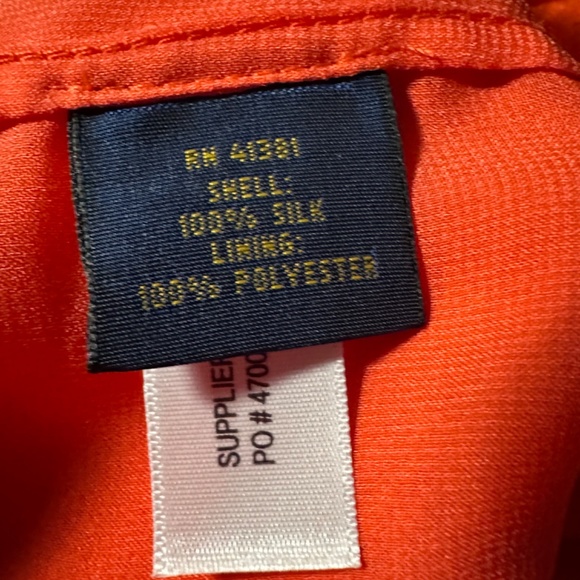 RN 41381
SHELL:
100% SILK
LINING:
100% POLYESTER
SUPPLIER
PO # 4700